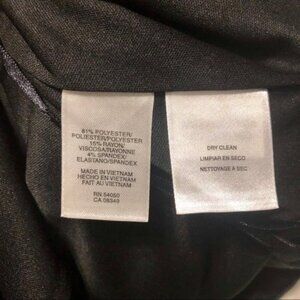 81% POLYESTER/
POLIESTER/POLYESTER
15% RAYON/
VISCOSA/RAYONNE
4% SPANDEX/
ELASTANO/SPANDEX
MADE IN VIETNAM
HECHO EN VIETNAM
FAIT AU VIETNAM
RN 54050
CA 08349
DRY CLEAN
LIMPIAR EN SECO
NETTOYAGE A SEC